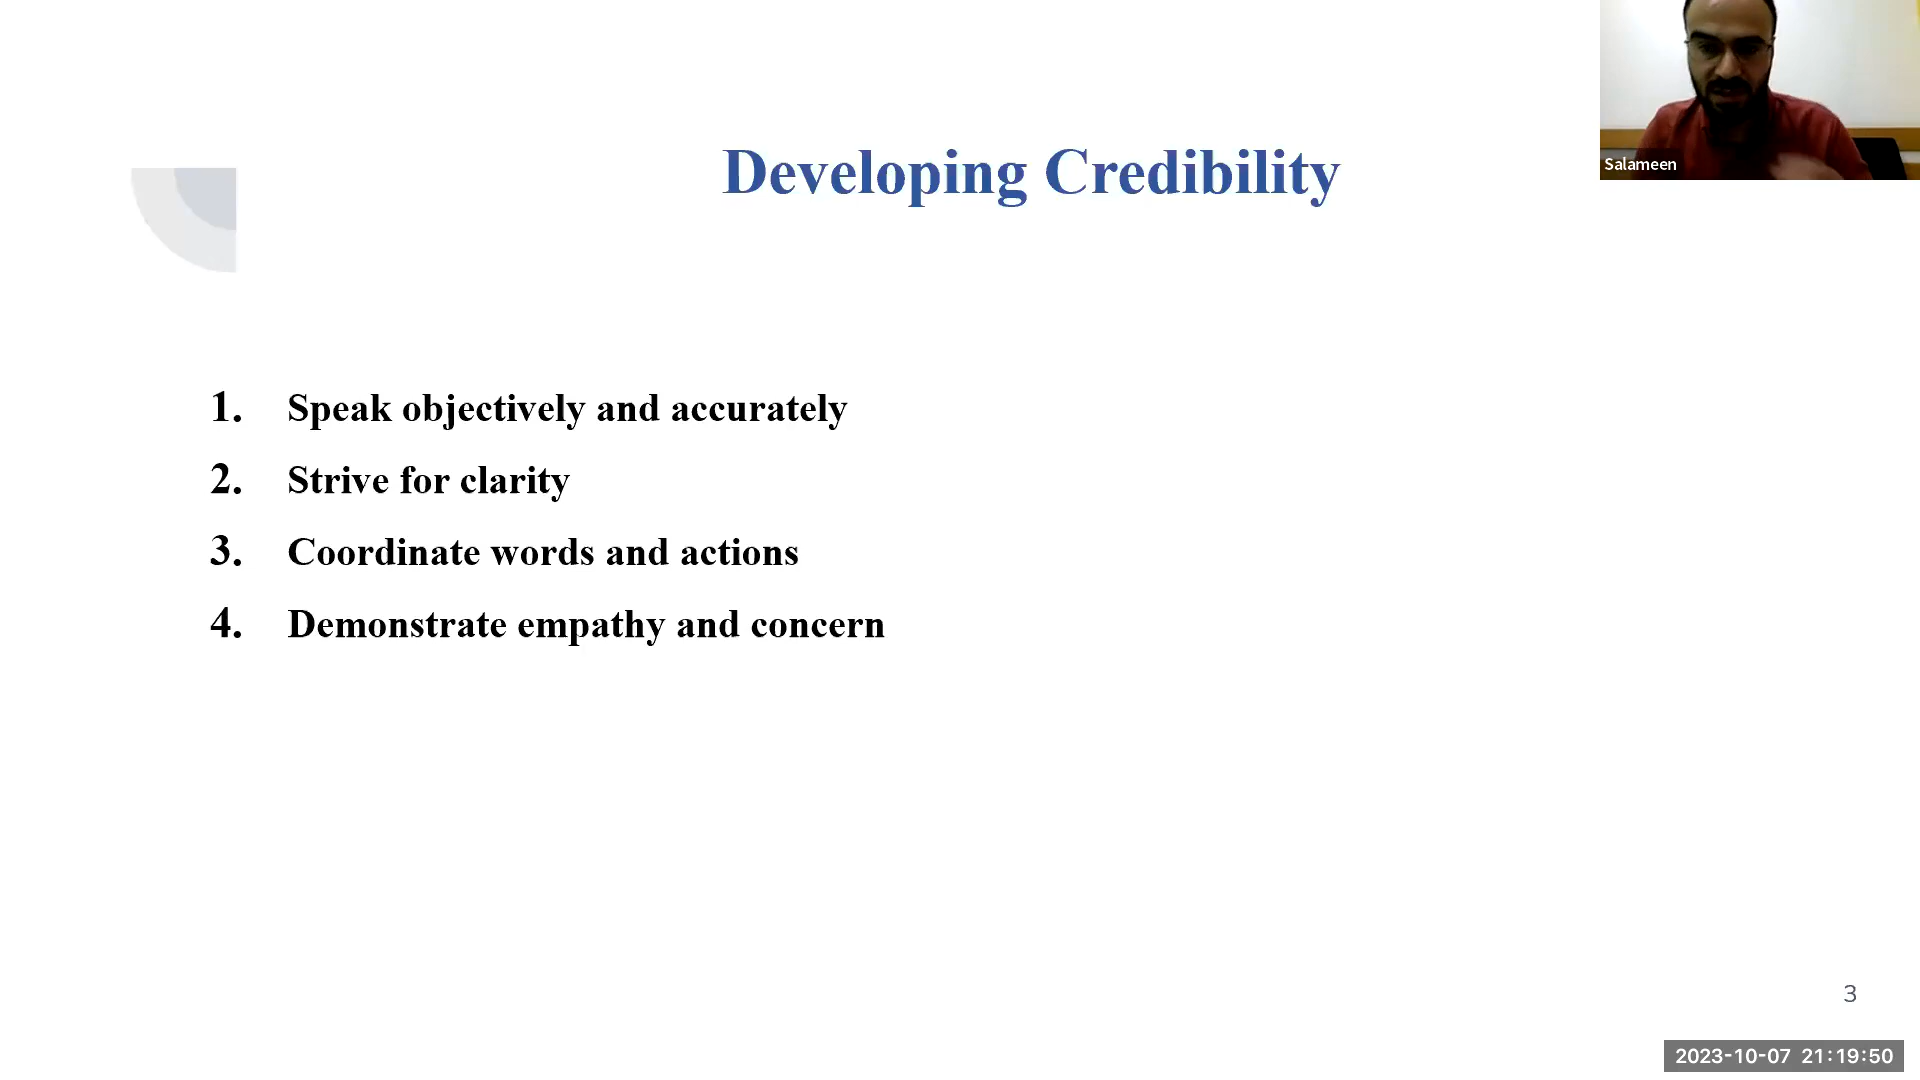 Developing Credibility
Salameen
1. Speak objectively and accurately
2. Strive for clarity
3. Coordinate words and actions
4. Demonstrate empathy and concern
3
2023-10-07 21:19:50